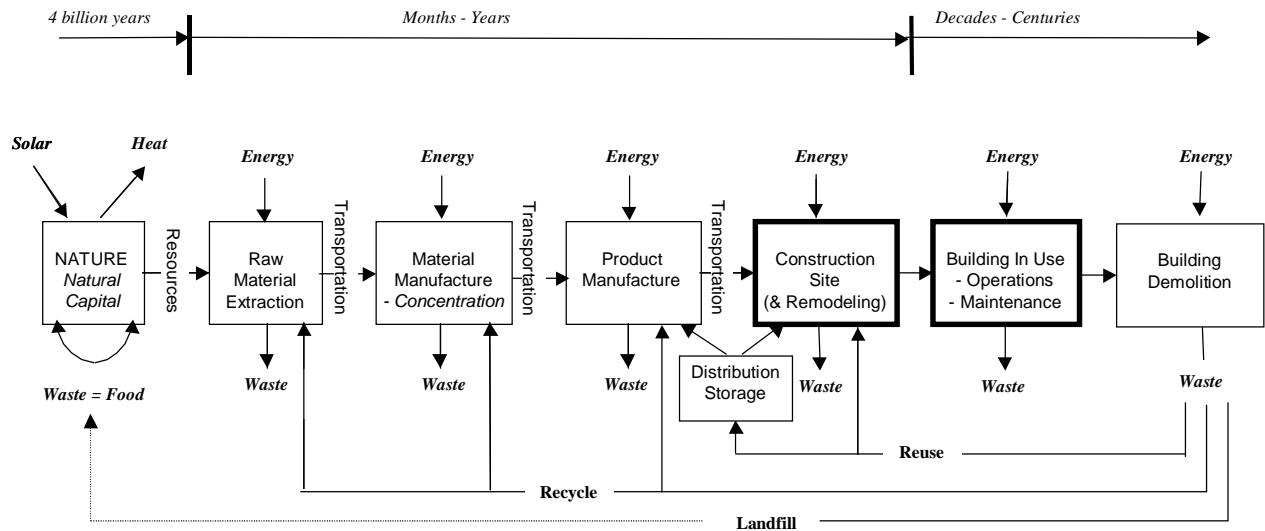 4 billion years
Months - Years
Decades - Centuries
Solar
Heat
Energy
Energy
Energy
Energy
Energy
Energy
NATURE
Natural
Capital
Resources
Raw
Material
Extraction
Transportation
Material
Manufacture
- Concentration
Transportation
Product
Manufacture
Transportation
Construction
Site
(& Remodeling)
Building In Use
- Operations
- Maintenance
Building
Demolition
Waste = Food
Waste
Waste
Waste
Distribution
Storage
Waste
Waste
Waste
Reuse
Recycle
Landfill